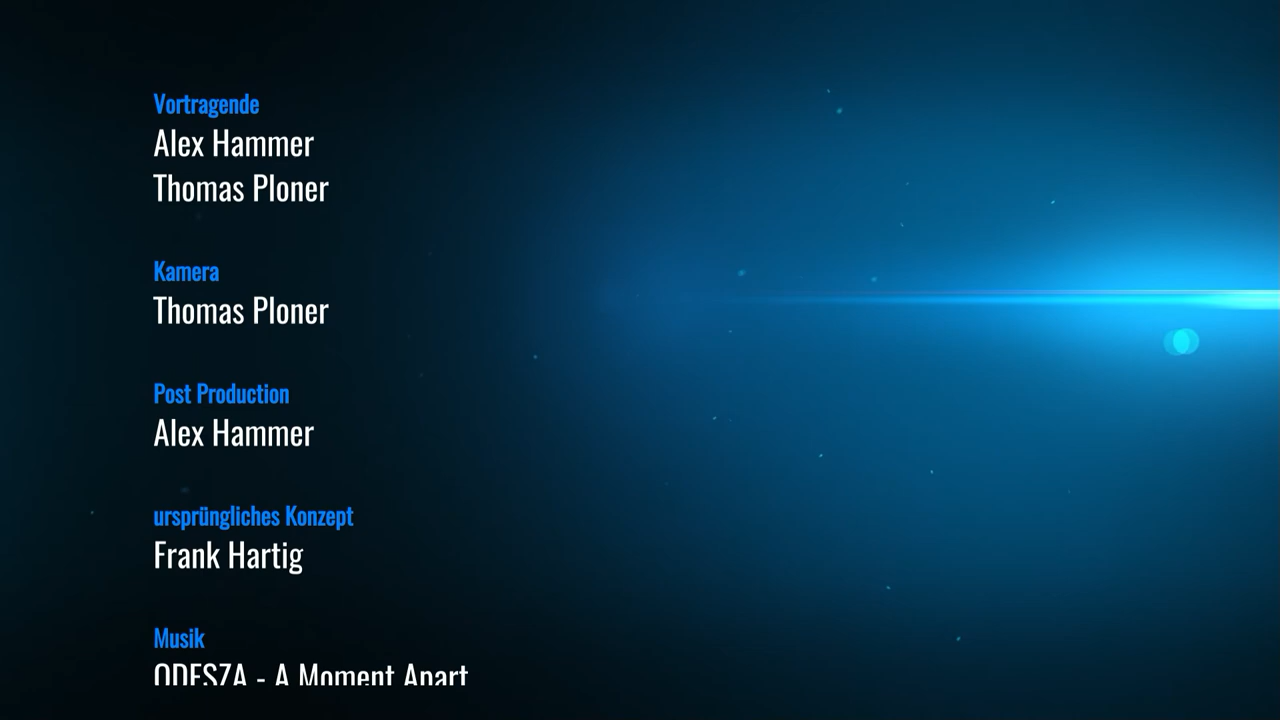 Vortragende
Alex Hammer
Thomas Ploner
Kamera
Thomas Ploner
Post Production
Alex Hammer
ursprüngliches Konzept
Frank Hartig
Musik
ODESZA - A Moment Apart